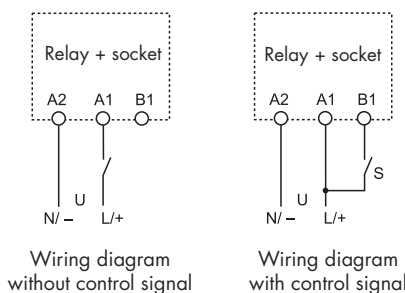 Relay + socket
A2 A1 B1
U
N/ – L/+
Wiring diagram
without control signal
Relay + socket
A2 A1 B1
S
U
N/ – L/+
Wiring diagram
with control signal